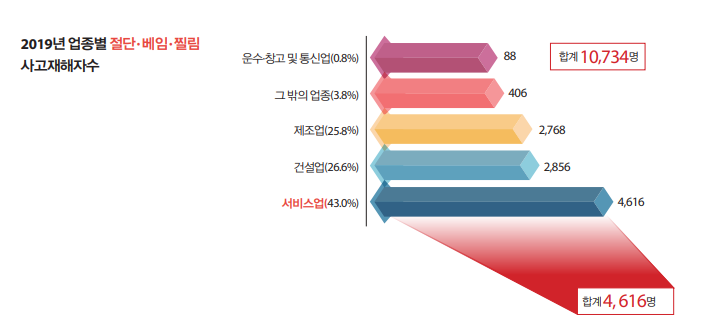 2019년 업종별 절단·베임·찔림
사고재해자수
운수·창고 및 통신업(0.8%) 88
합계 10,734명
그 밖의 업종(3.8%) 406
제조업(25.8%) 2,768
건설업(26.6%) 2,856
서비스업(43.0%) 4,616
합계 4,616명